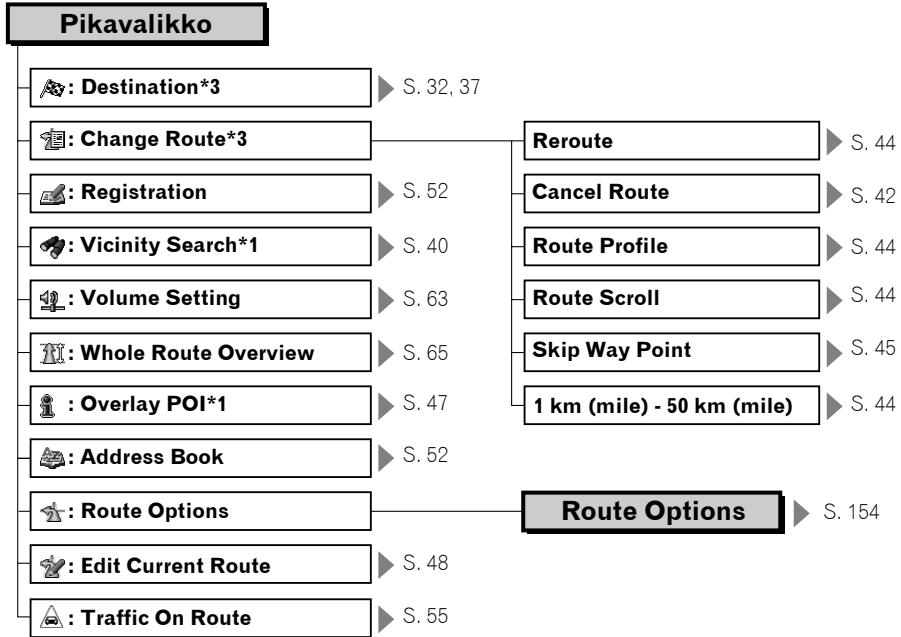 Pikavalikko
: Destination*3 S. 32, 37
: Change Route*3
Reroute S. 44
: Registration S. 52
Cancel Route S. 42
: Vicinity Search*1 S. 40
Route Profile S. 44
: Volume Setting S. 63
Route Scroll S. 44
: Whole Route Overview S. 65
Skip Way Point S. 45
: Overlay POI*1 S. 47
1 km (mile) - 50 km (mile) S. 44
: Address Book S. 52
: Route Options
Route Options S. 154
: Edit Current Route S. 48
: Traffic On Route S. 55